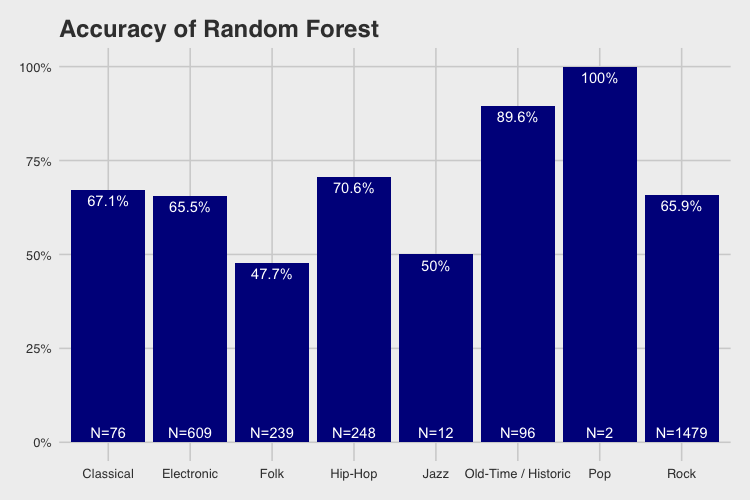 Accuracy of Random Forest
100%
75%
50%
25%
0%
67.1%
65.5%
47.7%
70.6%
50%
89.6%
100%
65.9%
N=76
N=609
N=239
N=248
N=12
N=96
N=2
N=1479
Classical
Electronic
Folk
Hip-Hop
Jazz
Old-Time / Historic
Pop
Rock